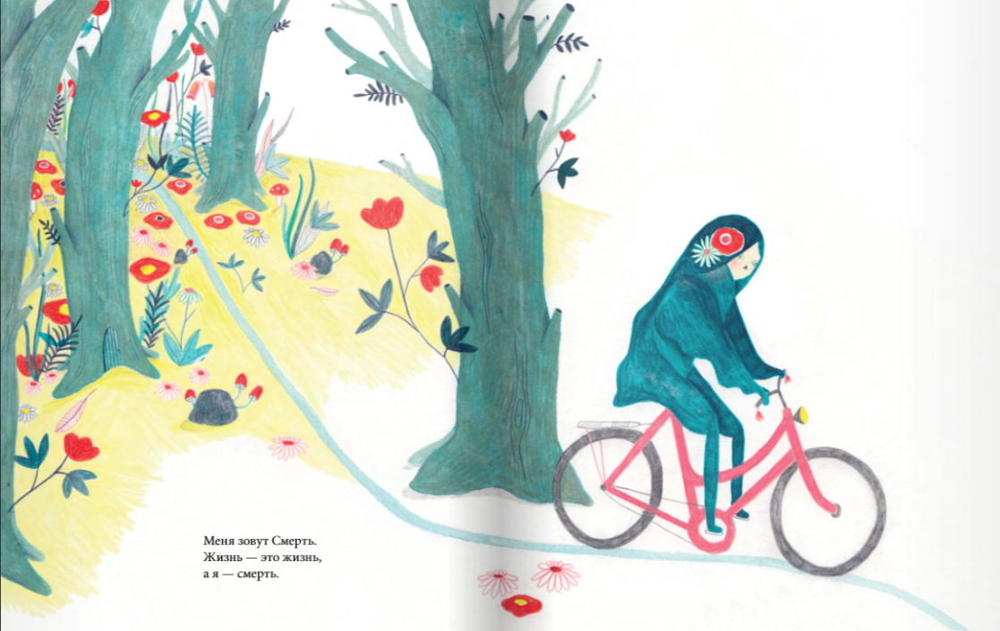 Меня зовут Смерть.
Жизнь — это жизнь,
а я — смерть.